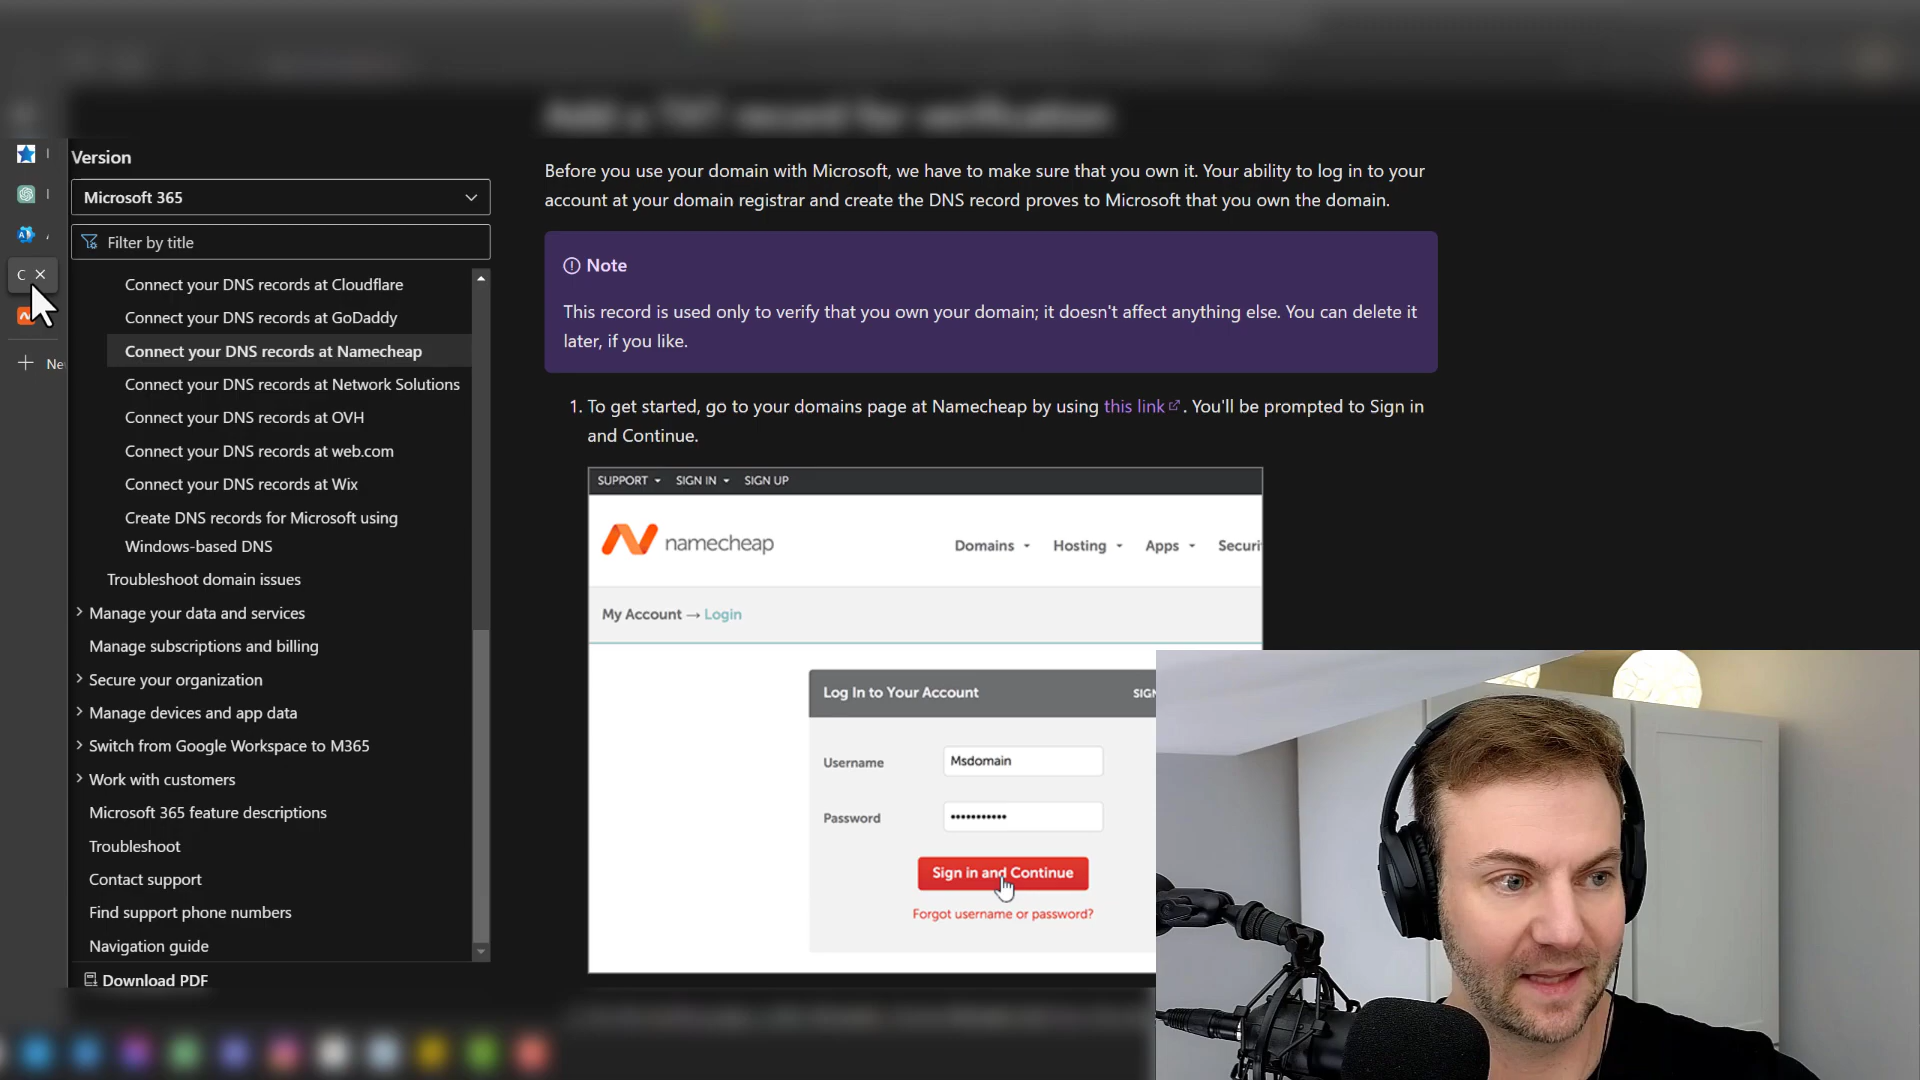 Add a TXT record for verification
Version
Microsoft 365
Filter by title
C
Ne
Connect your DNS records at Cloudflare
Connect your DNS records at GoDaddy
Connect your DNS records at Namecheap
Connect your DNS records at Network Solutions
Connect your DNS records at OVH
Connect your DNS records at web.com
Connect your DNS records at Wix
Create DNS records for Microsoft using
Windows-based DNS
Troubleshoot domain issues
Manage your data and services
Manage subscriptions and billing
Secure your organization
Manage devices and app data
Switch from Google Workspace to M365
Work with customers
Microsoft 365 feature descriptions
Troubleshoot
Contact support
Find support phone numbers
Navigation guide
Download PDF
Before you use your domain with Microsoft, we have to make sure that you own it. Your ability to log in to your
account at your domain registrar and create the DNS record proves to Microsoft that you own the domain.
Note
This record is used only to verify that you own your domain; it doesn't affect anything else. You can delete it
later, if you like.
1. To get started, go to your domains page at Namecheap by using this link. You'll be prompted to Sign in
and Continue.
SUPPORT SIGN IN SIGN UP
namecheap Domains Hosting Apps Securi
My Account → Login
Log In to Your Account SIGN
Username Msdomain
Password
Sign in and Continue
Forgot username or password?